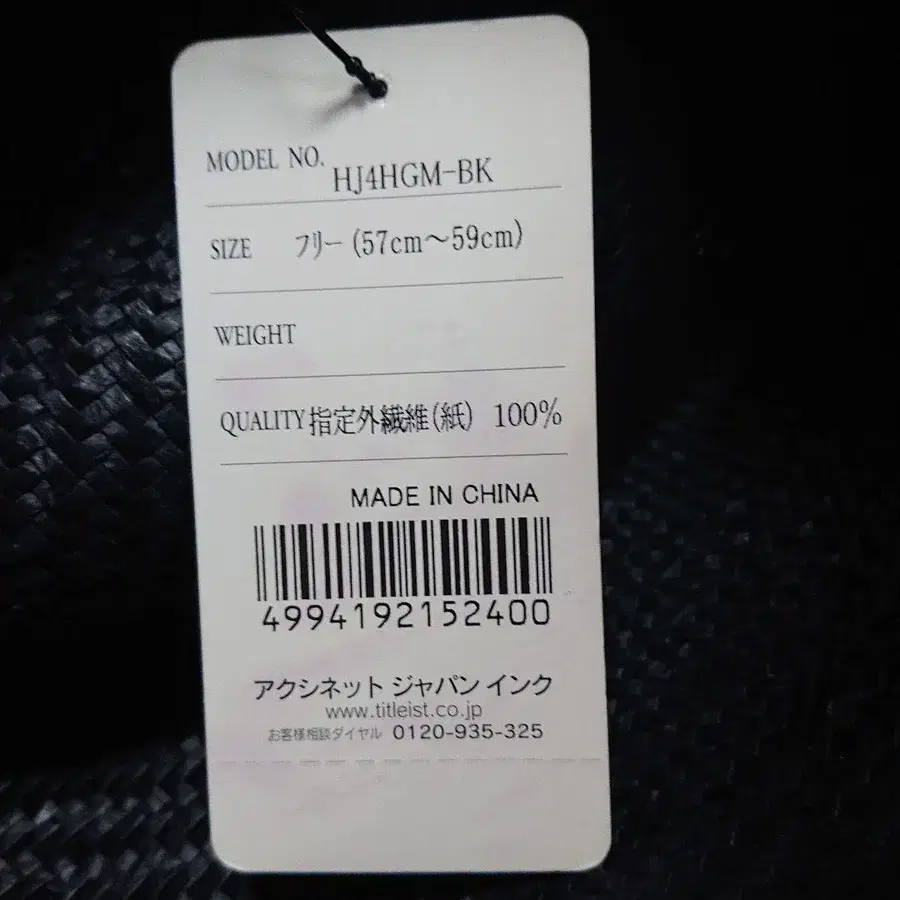 MODEL NO. HJ4HGM-BK
SIZE フリー(57cm～59cm)
WEIGHT
QUALITY 指定外繊維(紙) 100%
MADE IN CHINA
4994192152400
アクシネット ジャパン インク
www.titleist.co.jp
お客様相談ダイヤル 0120-935-325